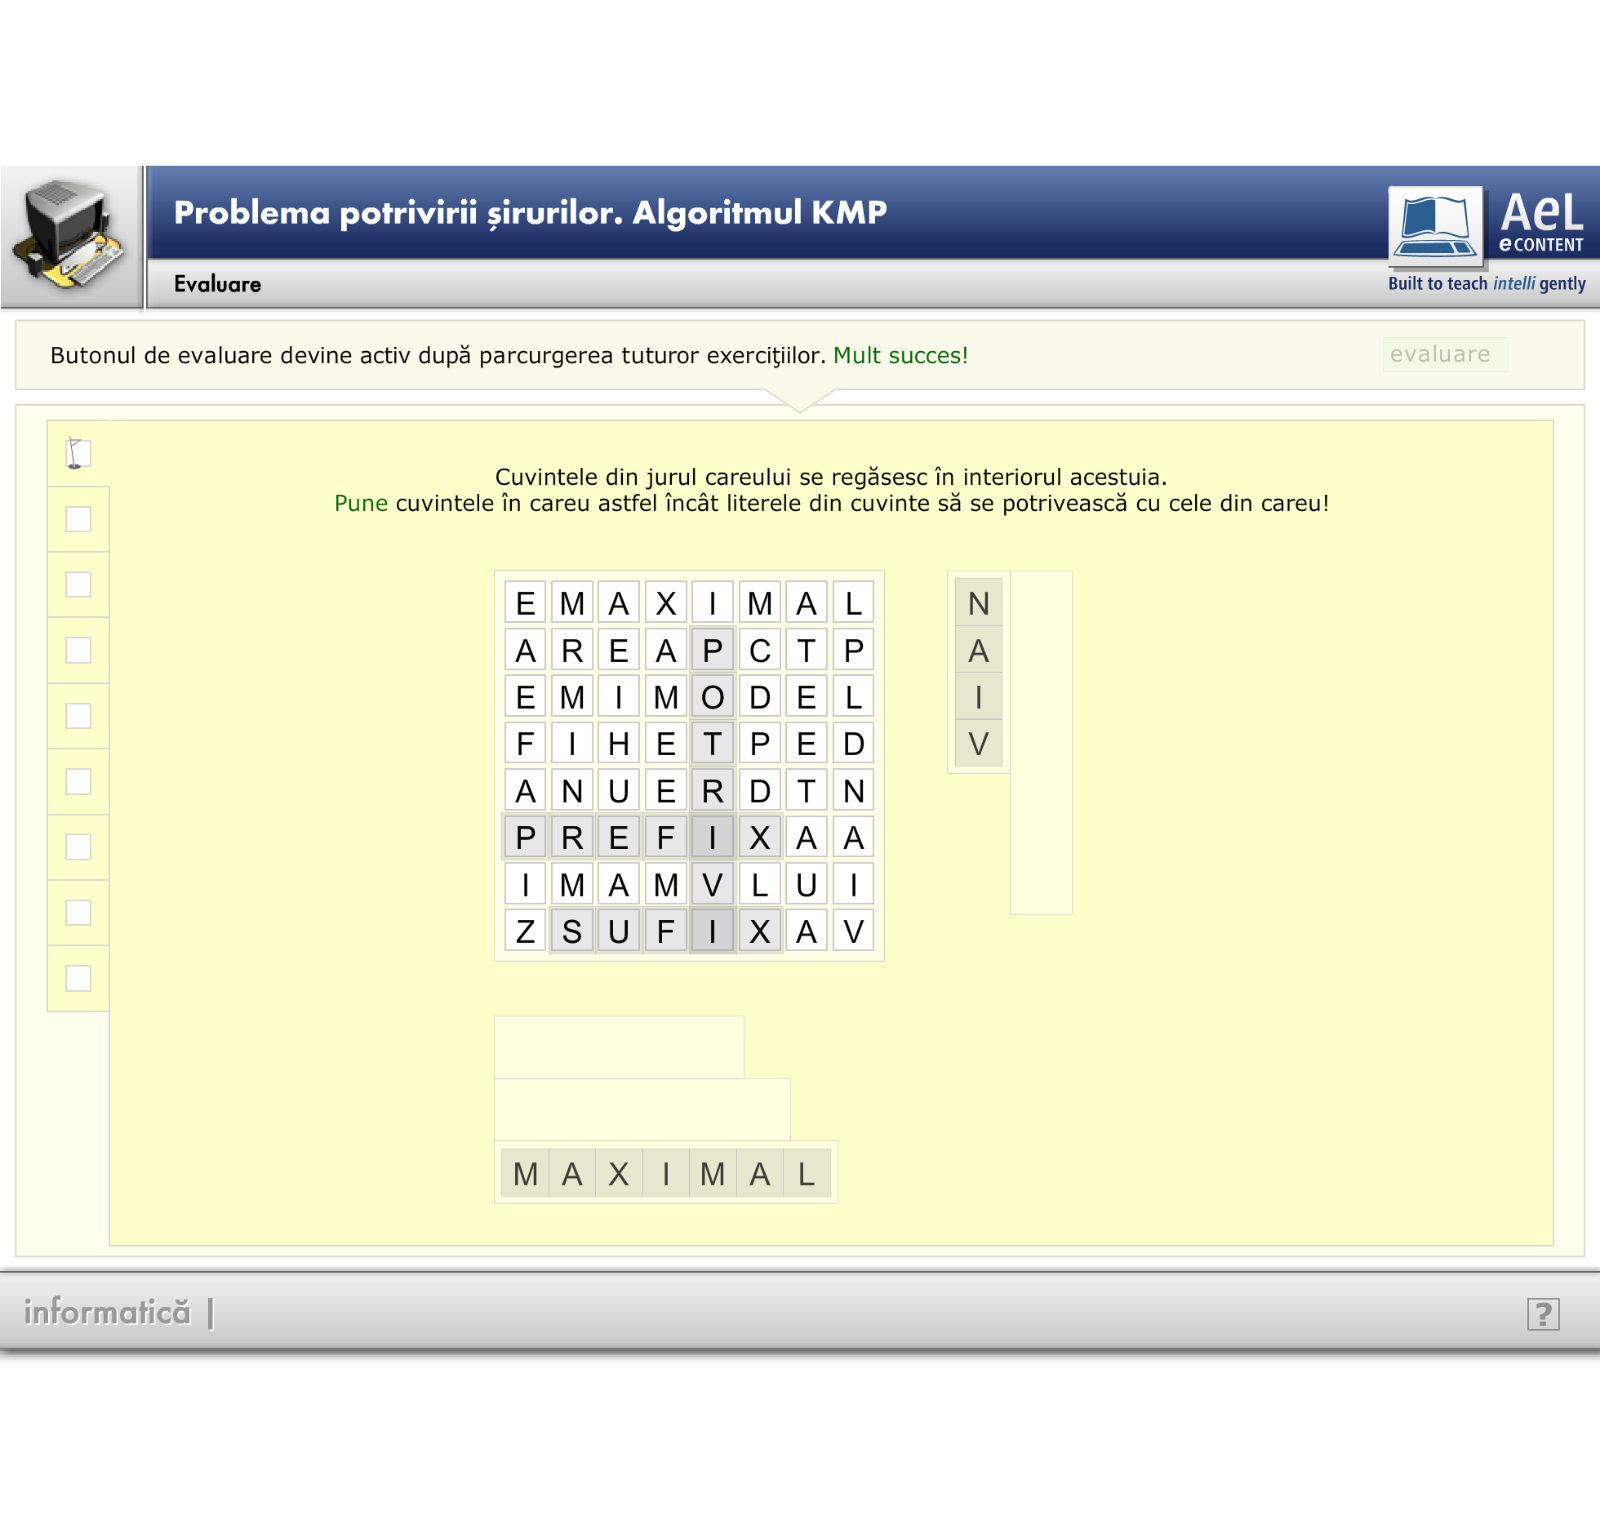 Problema potrivirii șirurilor. Algoritmul KMP
AeL
eCONTENT
Evaluare
Built to teach intelli gently
Butonul de evaluare devine activ după parcurgerea tuturor exerciţiilor. Mult succes!
evaluare
Cuvintele din jurul careului se regăsesc în interiorul acestuia.
Pune cuvintele în careu astfel încât literele din cuvinte să se potrivească cu cele din careu!
E M A X I M A L
A R E A P C T P
E M I M O D E L
F I H E T P E D
A N U E R D T N
P R E F I X A A
I M A M V L U I
Z S U F I X A V
N
A
I
V
M A X I M A L
informatică |
?